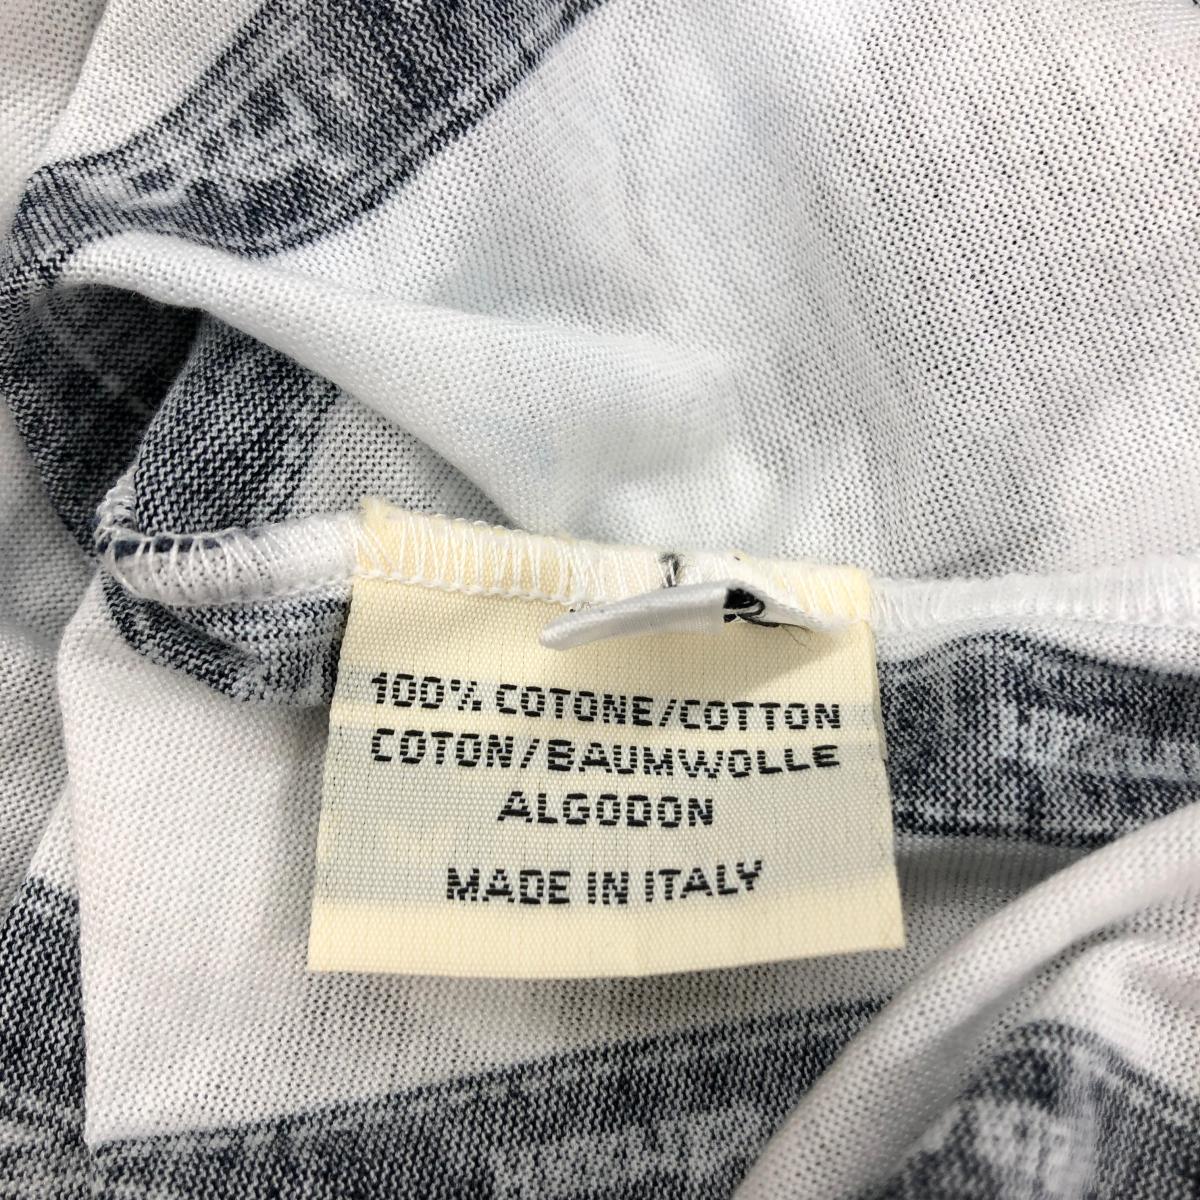 100% COTONE/COTTON
COTON/BAUMWOLLE
ALGODON
MADE IN ITALY